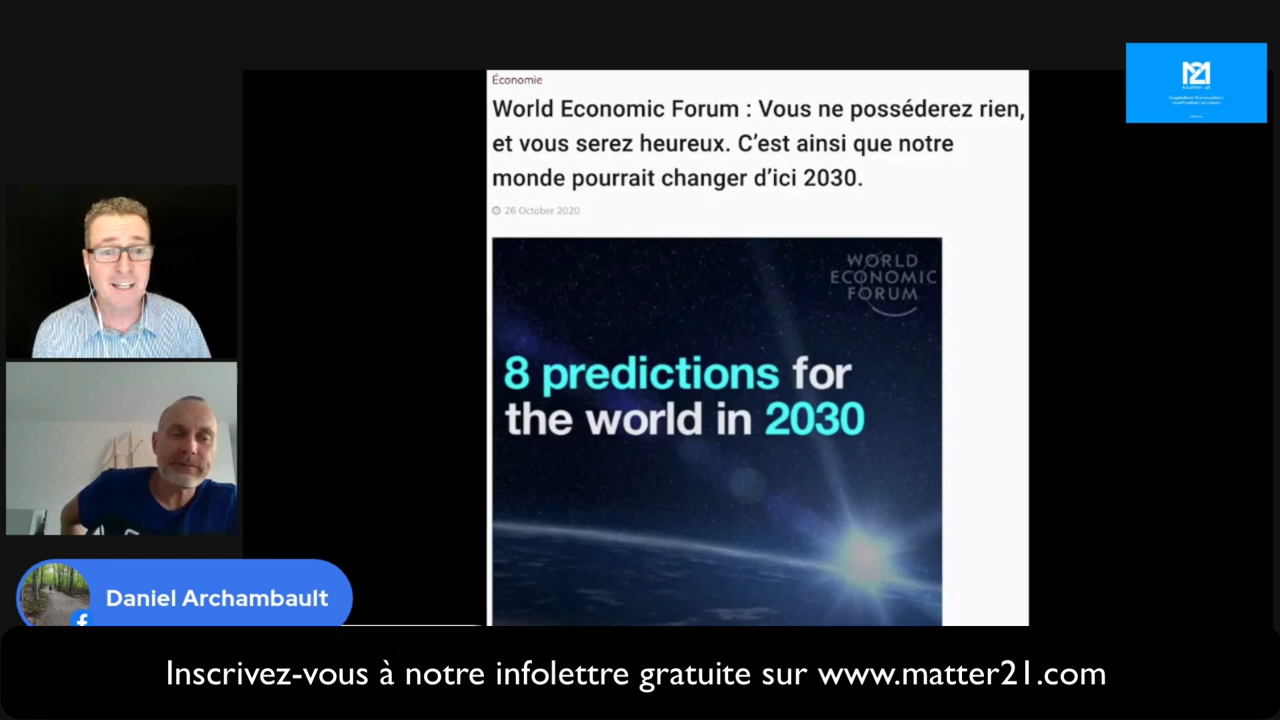 Économie
World Economic Forum : Vous ne posséderez rien,
et vous serez heureux. C’est ainsi que notre
monde pourrait changer d’ici 2030.
26 October 2020
WORLD
ECONOMIC
FORUM
8 predictions for
the world in 2030
Daniel Archambault
Inscrivez-vous à notre infolettre gratuite sur www.matter21.com